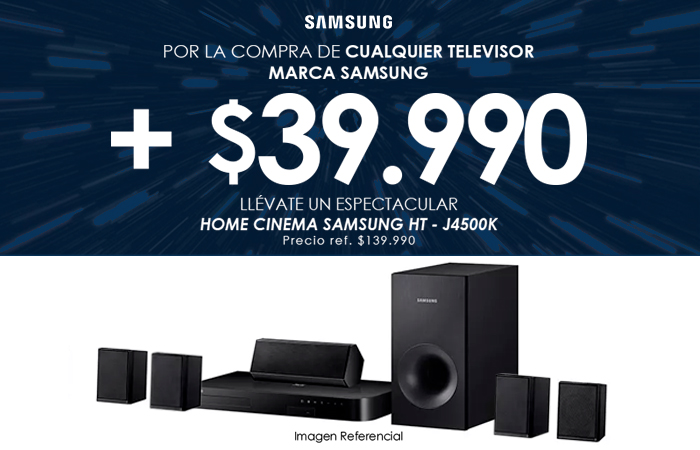 SAMSUNG
POR LA COMPRA DE CUALQUIER TELEVISOR
MARCA SAMSUNG
+ $39.990
LLÉVATE UN ESPECTACULAR
HOME CINEMA SAMSUNG HT - J4500K
Precio ref. $139.990
SAMSUNG
Imagen Referencial